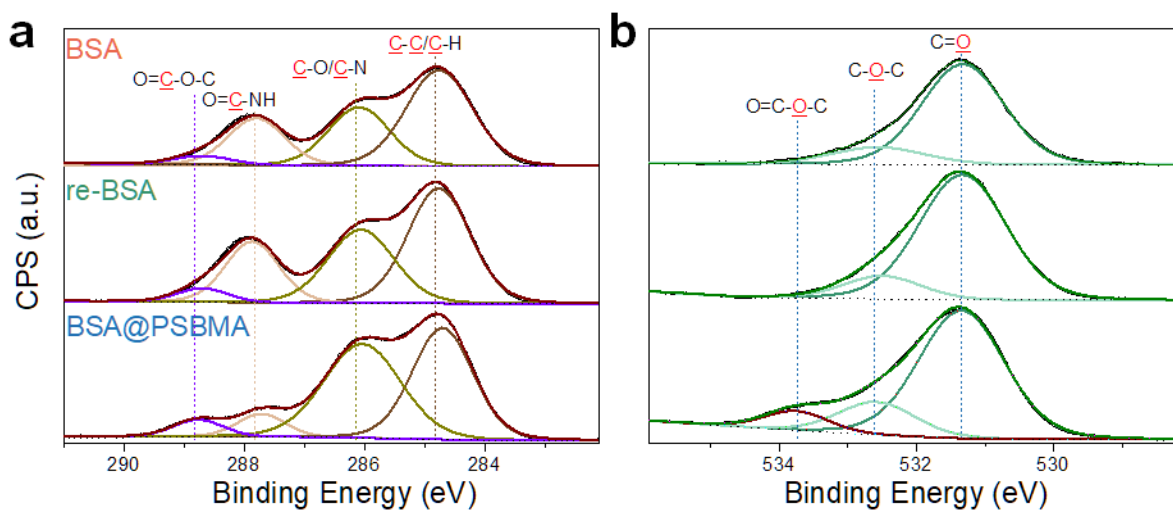 a
BSA
O=C-O-C
O=C-NH
C-O/C-N
C-C/C-H
re-BSA
BSA@PSBMA
CPS (a.u.)
290
288
286
284
Binding Energy (eV)
b
O=C-O-C
C-O-C
C=O
534
532
530
Binding Energy (eV)